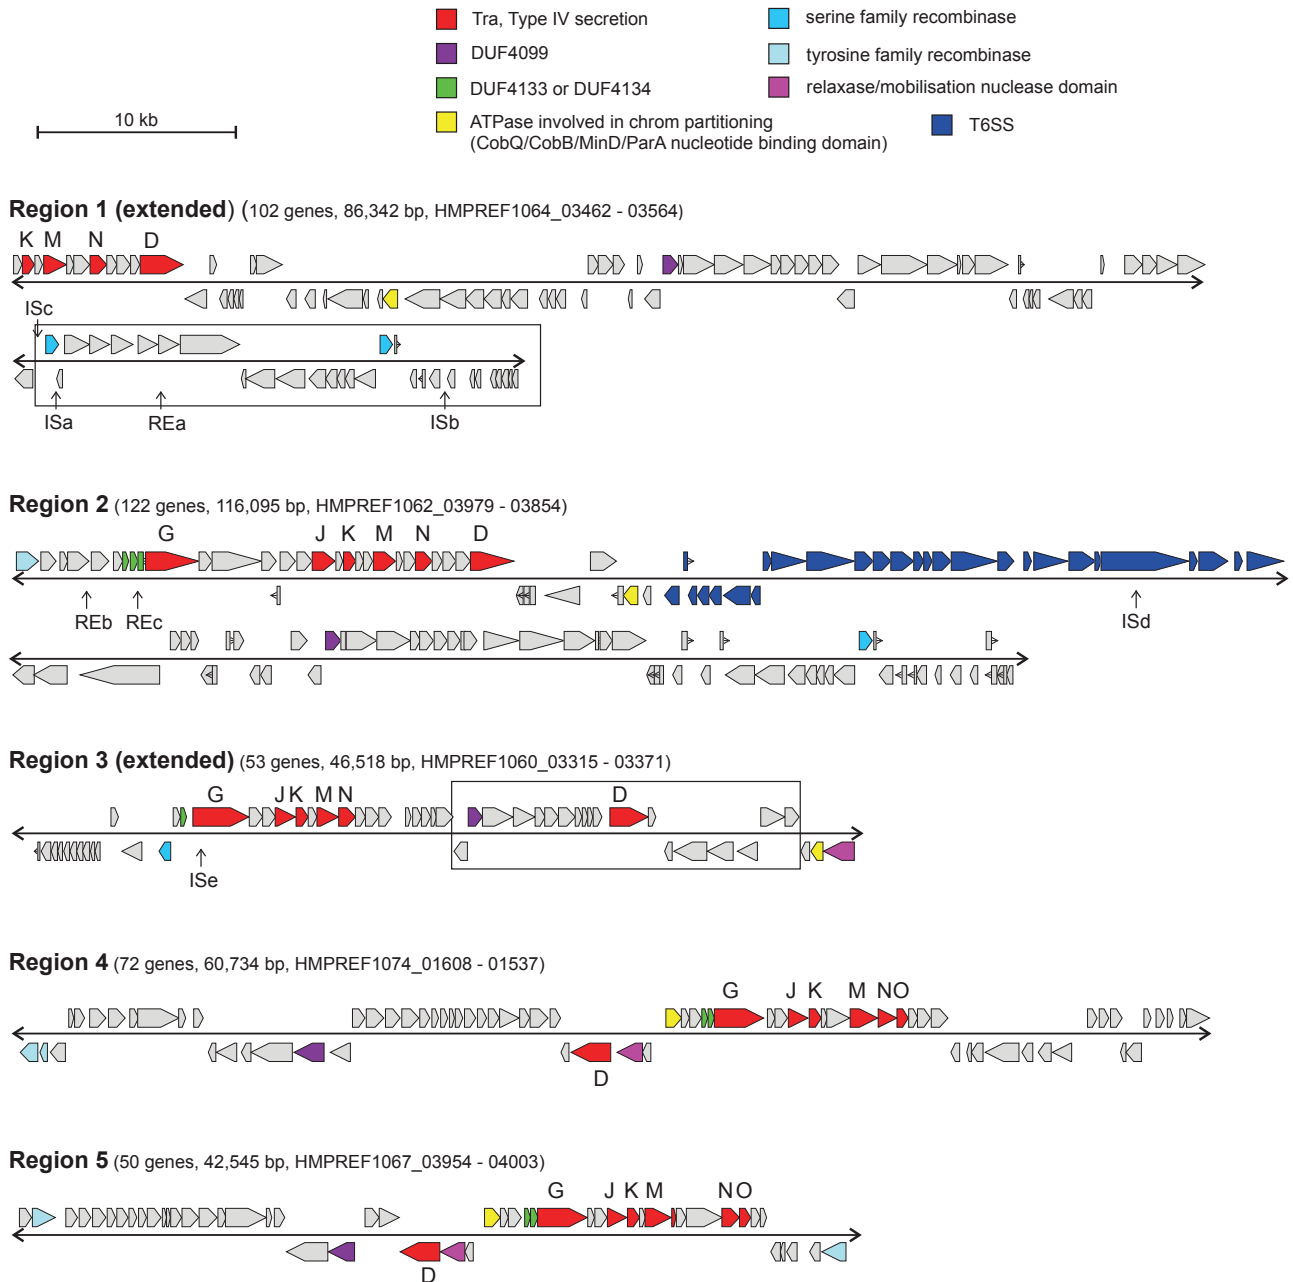 Tra, Type IV secretion
serine family recombinase
DUF4099
tyrosine family recombinase
DUF4133 or DUF4134
relaxase/mobilisation nuclease domain
ATPase involved in chrom partitioning
(CobQ/CobB/MinD/ParA nucleotide binding domain)
T6SS
10 kb
Region 1 (extended) (102 genes, 86,342 bp, HMPREF1064_03462 - 03564)
K M N D
ISc
ISa REa ISb
Region 2 (122 genes, 116,095 bp, HMPREF1062_03979 - 03854)
G J K M N D
REb REc ISd
Region 3 (extended) (53 genes, 46,518 bp, HMPREF1060_03315 - 03371)
G J K M N D
ISe
Region 4 (72 genes, 60,734 bp, HMPREF1074_01608 - 01537)
G J K M N O
D
Region 5 (50 genes, 42,545 bp, HMPREF1067_03954 - 04003)
G J K M N O
D